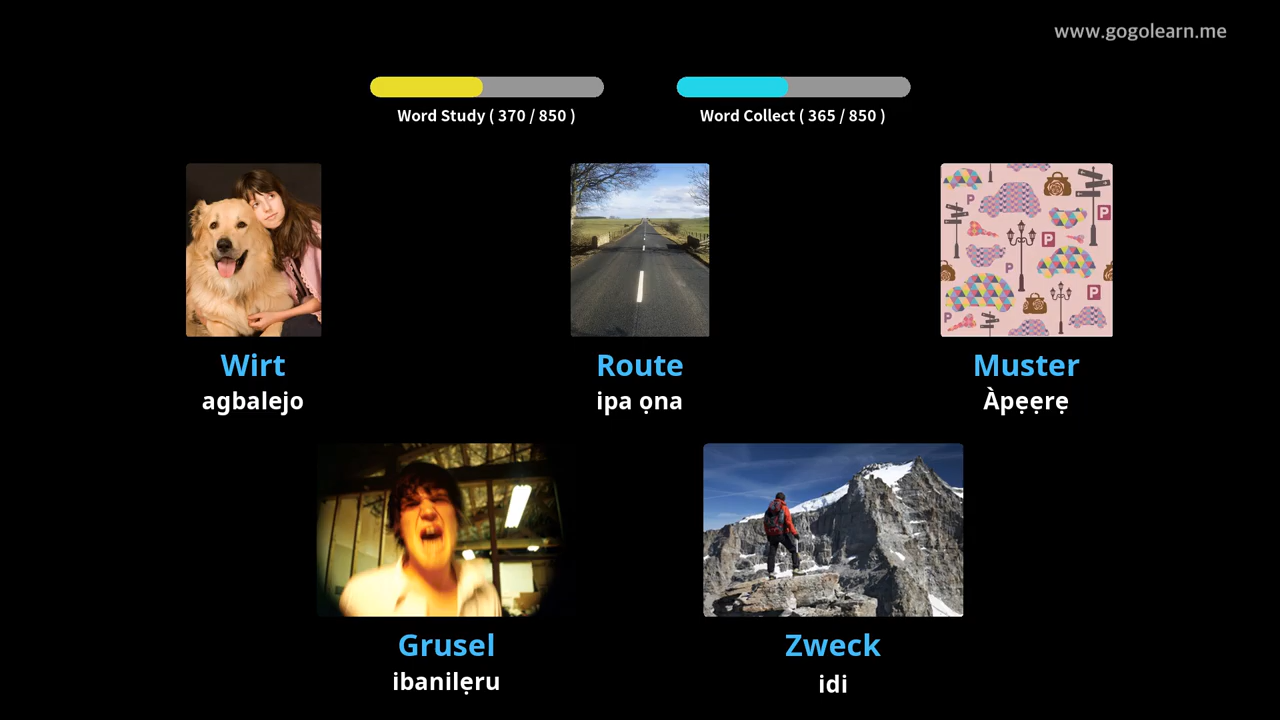 www.gogolearn.me
Word Study ( 370 / 850 )
Word Collect ( 365 / 850 )
Wirt
agbalejo
Route
ipa ọna
Muster
Àpẹẹrẹ
Grusel
ibanilẹru
Zweck
idi